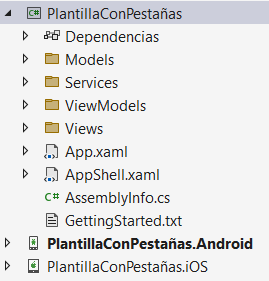 PlantillaConPestañas
Dependencias
Models
Services
ViewModels
Views
App.xaml
AppShell.xaml
C# AssemblyInfo.cs
GettingStarted.txt
PlantillaConPestañas.Android
PlantillaConPestañas.iOS